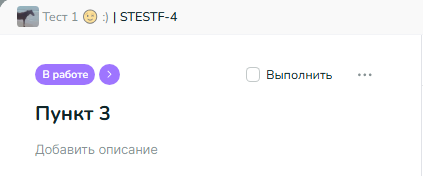 Тест 1 🙂 :) | STESTF-4
В работе
Выполнить
Пункт 3
Добавить описание